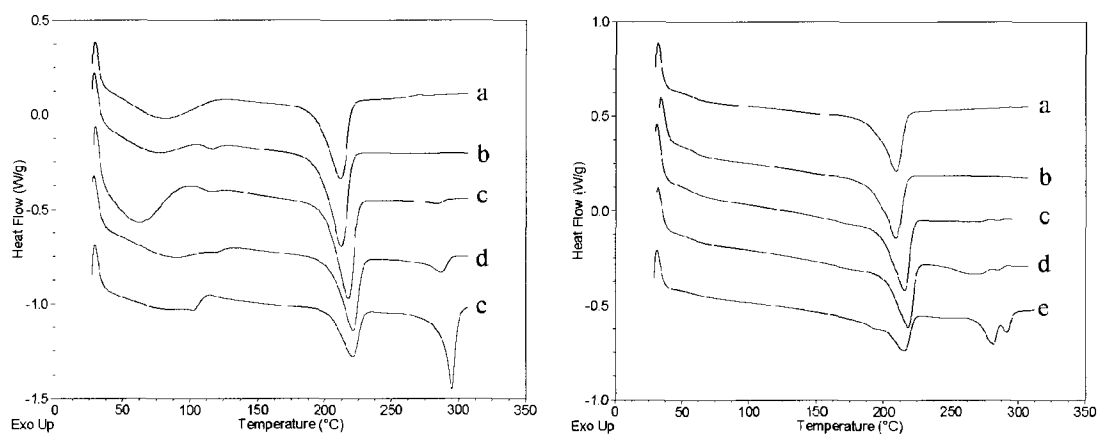 0.5
0.0
-0.5
-1.0
-1.5
Heat Flow (W/g)
0 50 100 150 200 250 300 350
Exo Up
Temperature (°C)
a
b
c
d
c
1.0
0.5
0.0
-0.5
-1.0
Heat Flow (W/g)
0 50 100 150 200 250 300 350
Exo Up
Temperature (°C)
a
b
c
d
e